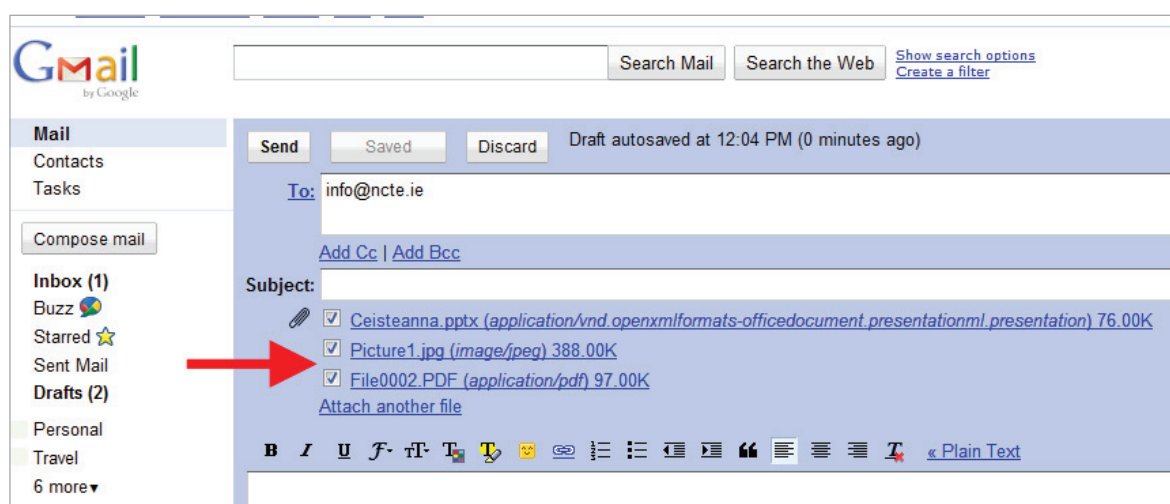 Gmail
by Google
Search Mail Search the Web Show search options
Create a filter
Mail
Contacts
Tasks
Compose mail
Inbox (1)
Buzz
Starred
Sent Mail
Drafts (2)
Personal
Travel
6 more▾
Send Saved Discard Draft autosaved at 12:04 PM (0 minutes ago)
To: info@ncte.ie
Add Cc | Add Bcc
Subject:
Ceisteanna.pptx (application/vnd.openxmlformats-officedocument.presentationml.presentation) 76.00K
Picture1.jpg (image/jpeg) 388.00K
File0002.PDF (application/pdf) 97.00K
Attach another file
« Plain Text